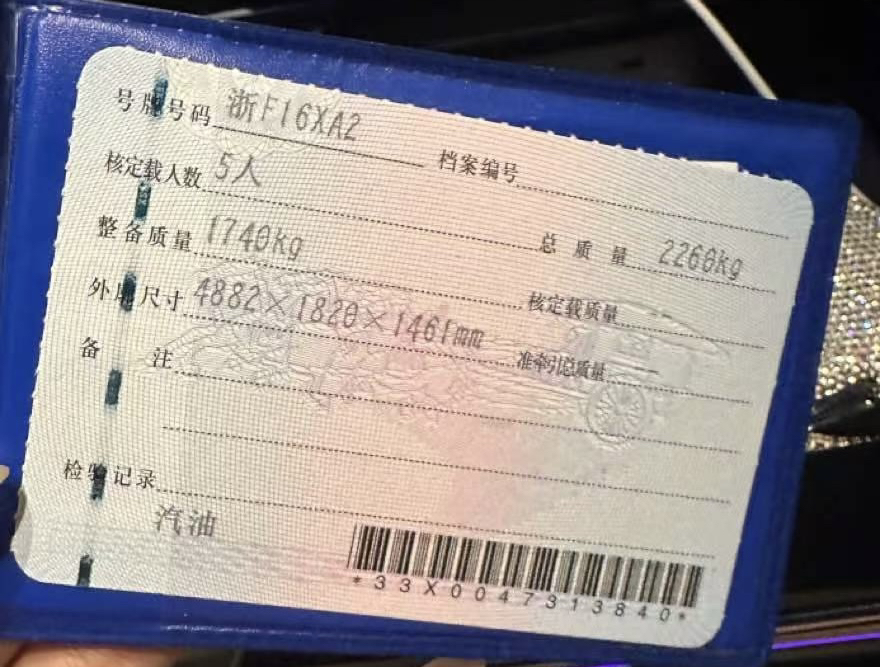 号牌号码 浙F16XA2 档案编号
核定载人数 5人
整备质量 1740kg 总质量 2260kg
外廓尺寸 4882×1820×1461mm 核定载质量 --
备注 准牵引总质量 --
检验记录
汽油
*33X0047313840*